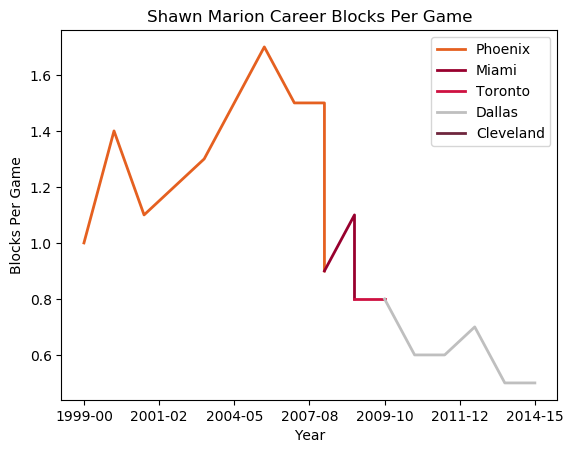 Shawn Marion Career Blocks Per Game
Phoenix
Miami
Toronto
Dallas
Cleveland
1.6
1.4
1.2
1.0
0.8
0.6
Blocks Per Game
1999-00
2001-02
2004-05
2007-08
2009-10
2011-12
2014-15
Year